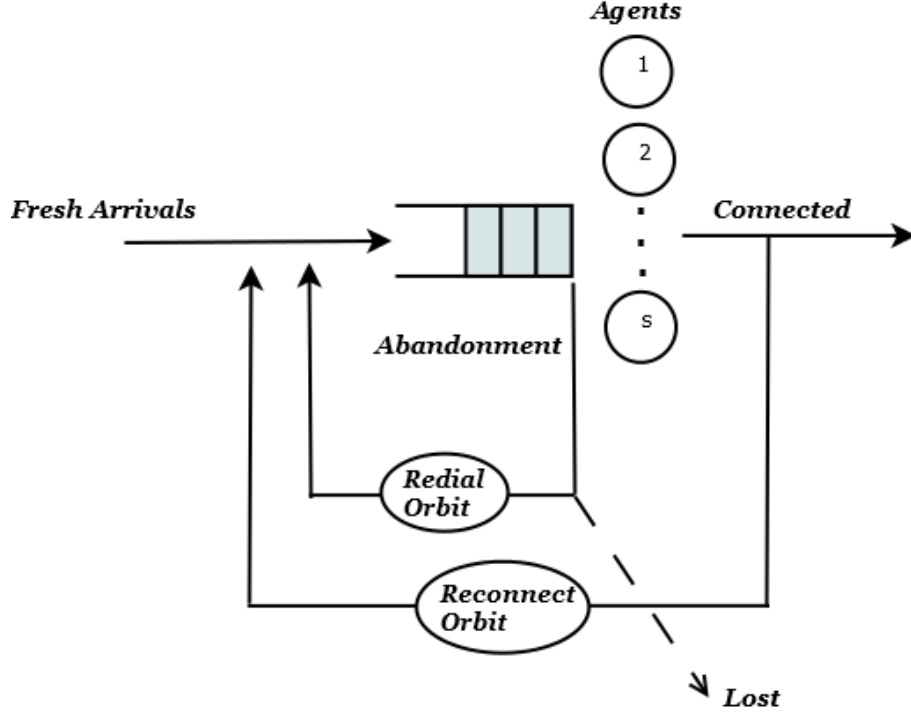 Agents
1
2
Fresh Arrivals
Connected
s
Abandonment
Redial
Orbit
Reconnect
Orbit
Lost